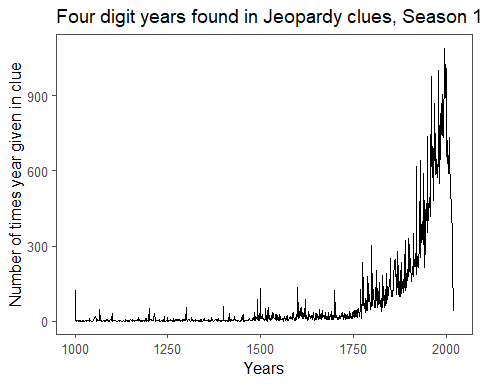 Four digit years found in Jeopardy clues, Season 1
Number of times year given in clue
900
600
300
0
1000 1250 1500 1750 2000
Years